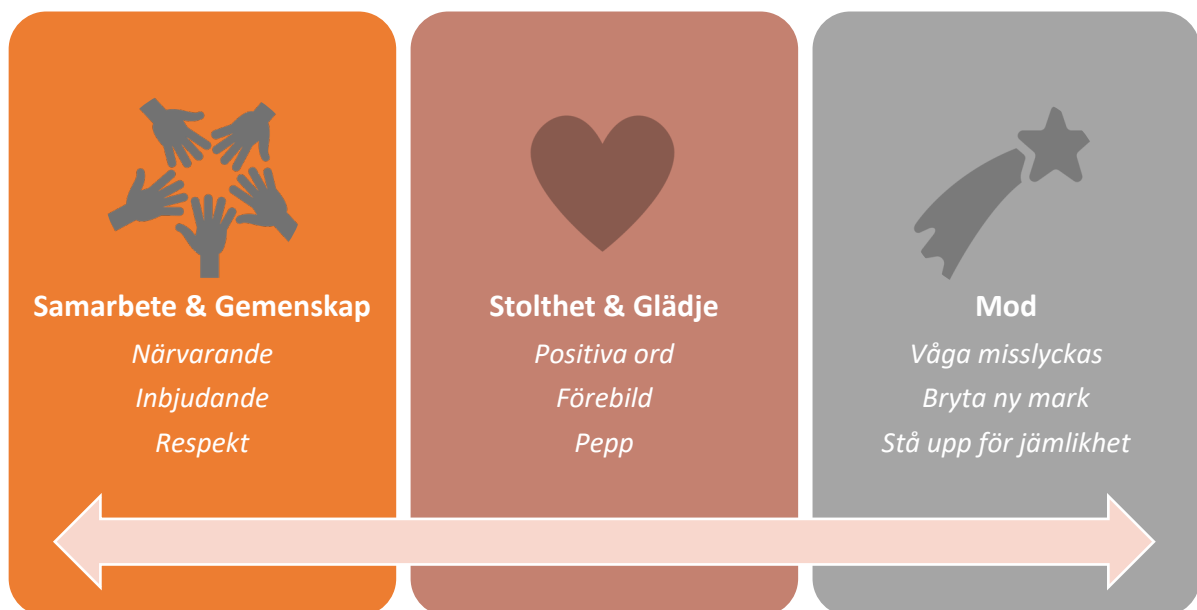 Samarbete & Gemenskap
Närvarande
Inbjudande
Respekt
Stolthet & Glädje
Positiva ord
Förebild
Pepp
Mod
Våga misslyckas
Bryta ny mark
Stå upp för jämlikhet